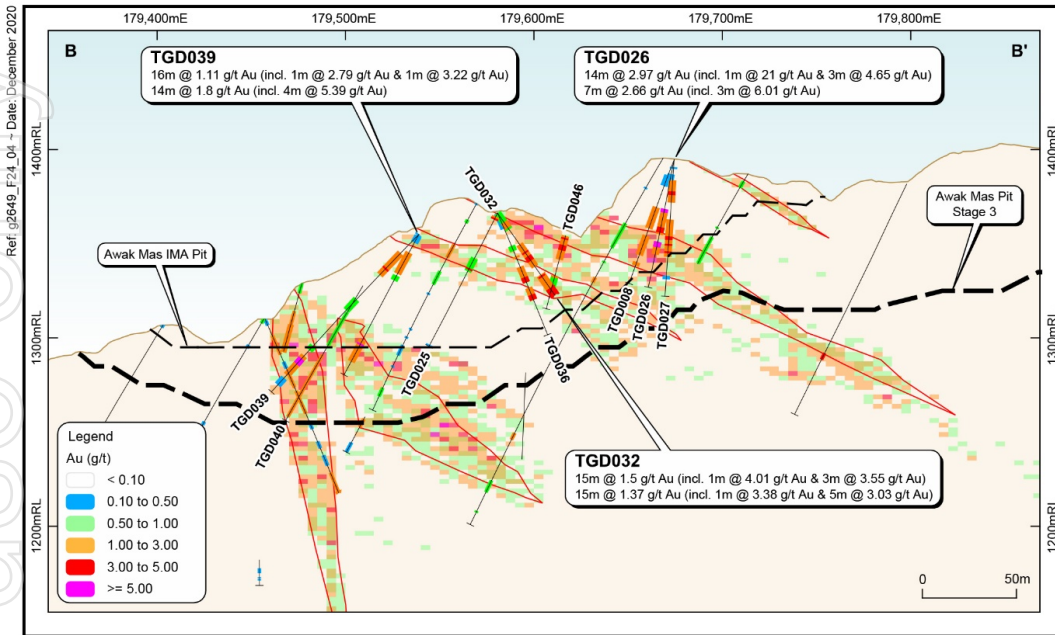 Ref: g2649_F24_04 ~ Date: December 2020
179,400mE
179,500mE
179,600mE
179,700mE
179,800mE
B
B'
TGD039
16m @ 1.11 g/t Au (incl. 1m @ 2.79 g/t Au & 1m @ 3.22 g/t Au)
14m @ 1.8 g/t Au (incl. 4m @ 5.39 g/t Au)
TGD026
14m @ 2.97 g/t Au (incl. 1m @ 21 g/t Au & 3m @ 4.65 g/t Au)
7m @ 2.66 g/t Au (incl. 3m @ 6.01 g/t Au)
1400mRL
1400mRL
TGD032
TGD046
Awak Mas Pit
Stage 3
Awak Mas IMA Pit
1300mRL
1300mRL
TGD008
TGD026
TGD027
TGD036
TGD025
TGD039
TGD040
Legend
Au (g/t)
< 0.10
0.10 to 0.50
0.50 to 1.00
1.00 to 3.00
3.00 to 5.00
>= 5.00
TGD032
15m @ 1.5 g/t Au (incl. 1m @ 4.01 g/t Au & 3m @ 3.55 g/t Au)
15m @ 1.37 g/t Au (incl. 1m @ 3.38 g/t Au & 5m @ 3.03 g/t Au)
1200mRL
1200mRL
0
50m